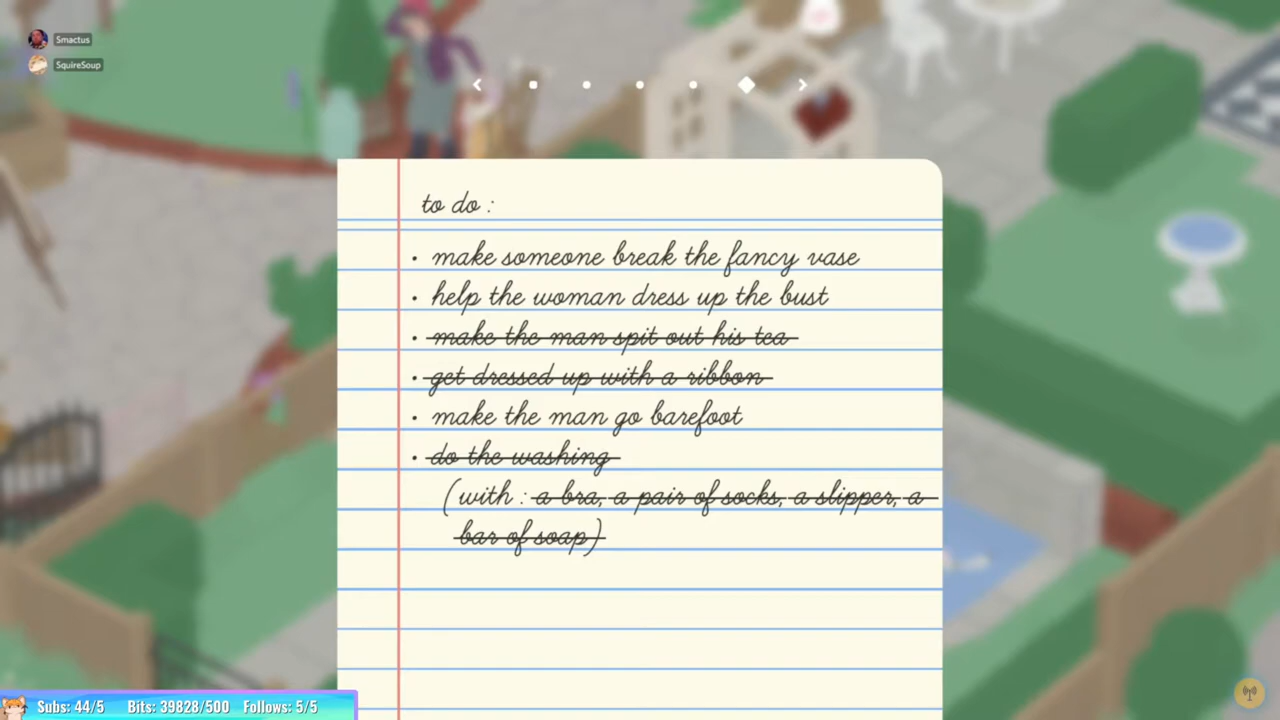 Smactus
SquireSoup
to do :
• make someone break the fancy vase
• help the woman dress up the bust
• make the man spit out his tea
• get dressed up with a ribbon
• make the man go barefoot
• do the washing
(with : a bra, a pair of socks, a slipper, a
bar of soap)
Subs: 44/5 Bits: 39828/500 Follows: 5/5